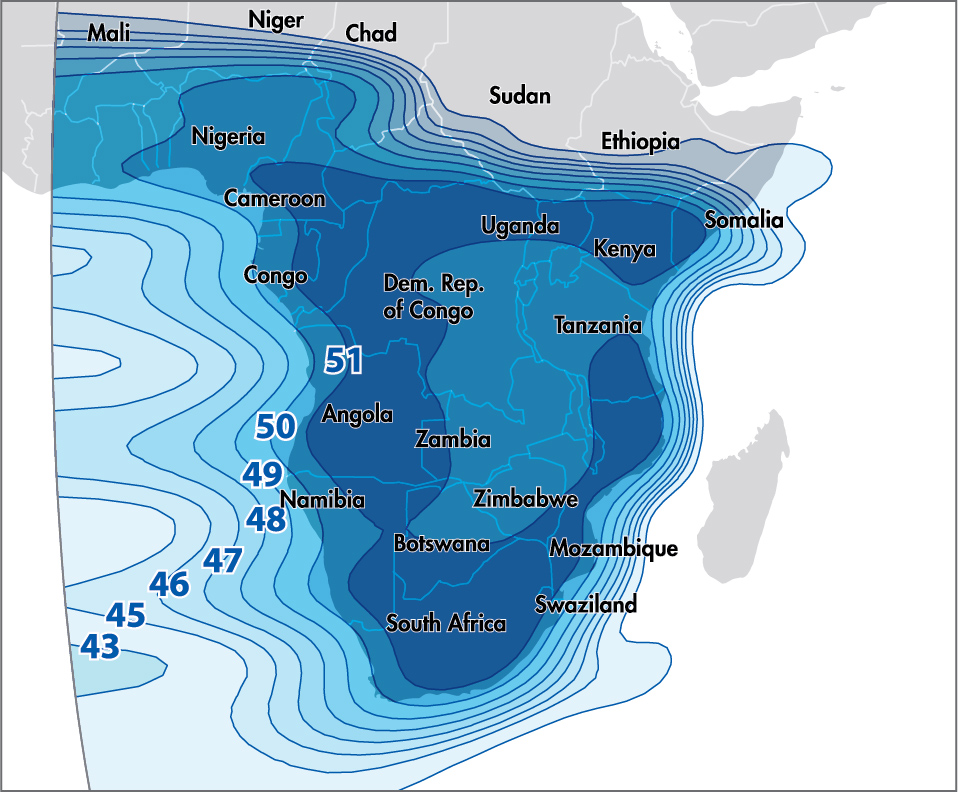 Niger
Mali
Chad
Sudan
Nigeria
Ethiopia
Cameroon
Somalia
Uganda
Kenya
Congo
Dem. Rep.
of Congo
Tanzania
51
Angola
50
Zambia
49
Namibia
Zimbabwe
48
Botswana
Mozambique
47
46
Swaziland
45
South Africa
43